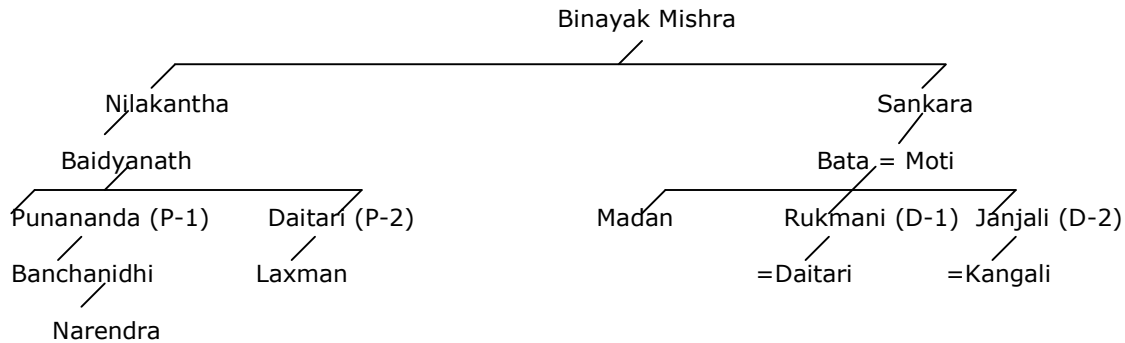 Binayak Mishra
Nilakantha Sankara
Baidyanath Bata = Moti
Punananda (P-1) Daitari (P-2) Madan Rukmani (D-1) Janjali (D-2)
Banchanidhi Laxman =Daitari =Kangali
Narendra